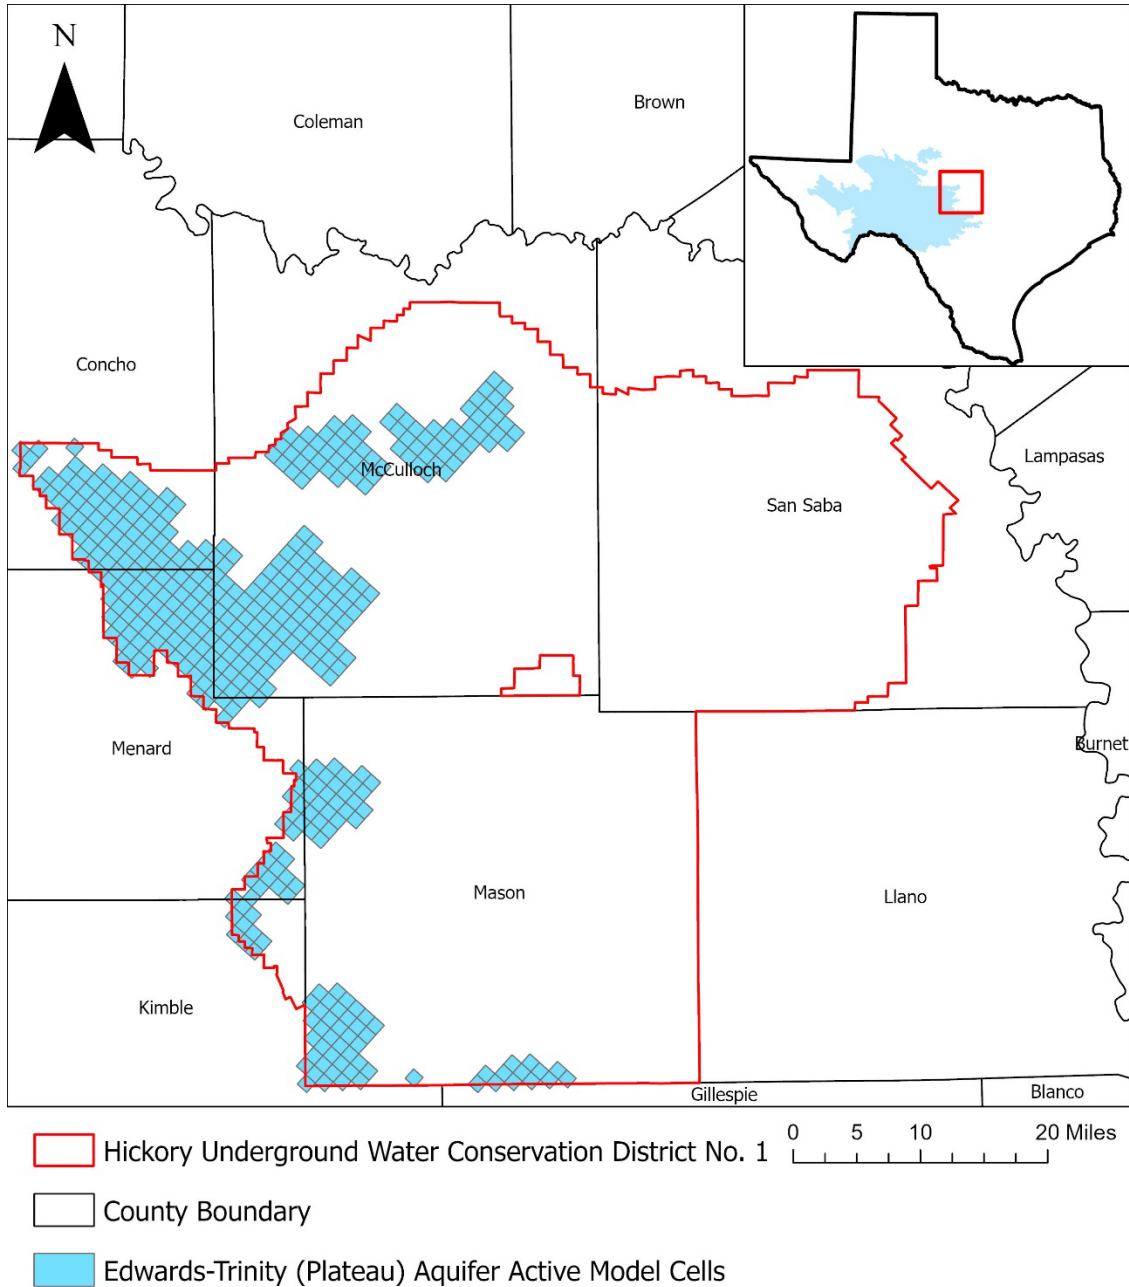 N
Coleman
Brown
Concho
McCulloch
San Saba
Lampasas
Menard
Burnet
Mason
Llano
Kimble
Gillespie
Blanco
Hickory Underground Water Conservation District No. 1
0 5 10 20 Miles
County Boundary
Edwards-Trinity (Plateau) Aquifer Active Model Cells